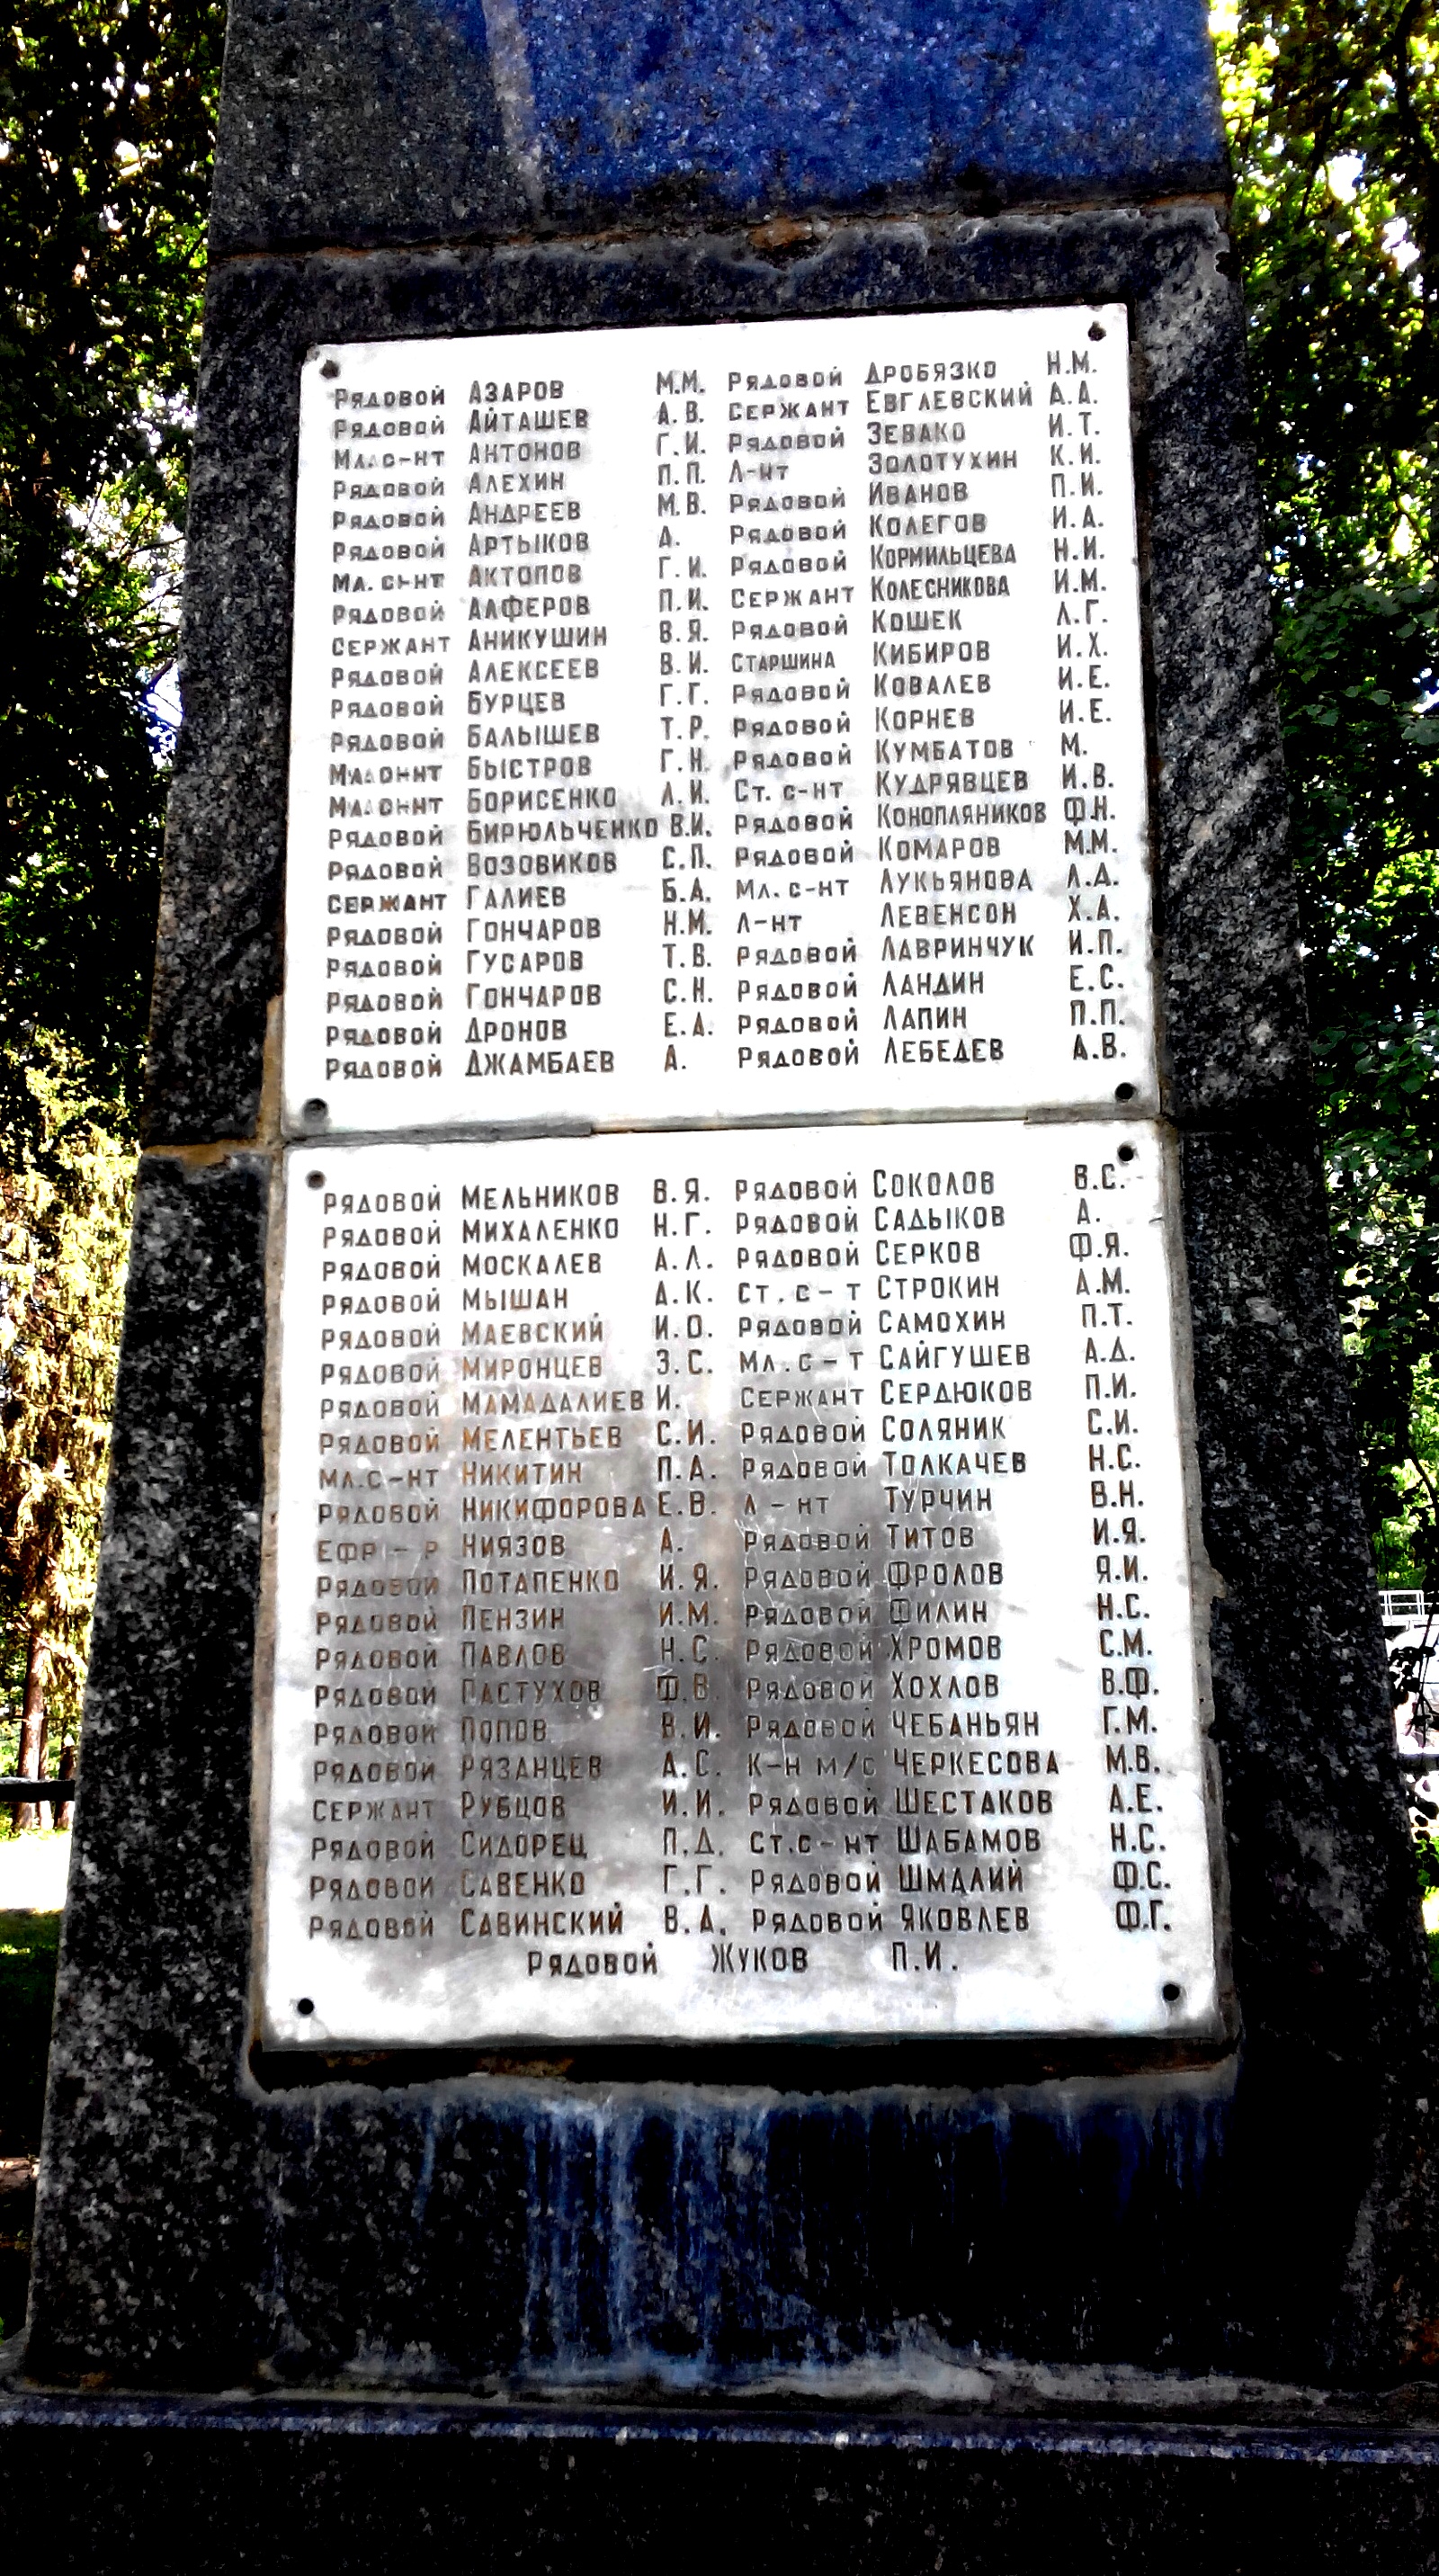 Рядовой Азаров М.М. Рядовой Дробязко Н.М.
Рядовой Айташев А.В. Сержант Евглевский А.А.
Мл.с-нт Антонов Г.И. Рядовой Зевако И.Т.
Рядовой Алехин П.П. Л-нт Золотухин К.И.
Рядовой Андреев М.В. Рядовой Иванов П.И.
Рядовой Артыков А. Рядовой Колегов И.А.
Мл.с-нт Актопов Г.И. Рядовой Кормильцева Н.И.
Рядовой Алферов П.И. Сержант Колесникова И.М.
Сержант Аникушин В.Я. Рядовой Кошек Л.Г.
Рядовой Алексеев В.И. Старшина Кибиров И.Х.
Рядовой Бурцев Г.Г. Рядовой Ковалев И.Е.
Рядовой Балышев Т.Р. Рядовой Корнев И.Е.
Мл.с-нт Быстров Г.Н. Рядовой Кумбатов М.
Мл.с-нт Борисенко Л.И. Ст. с-нт Кудрявцев И.В.
Рядовой Бирюльченко В.И. Рядовой Конопляников Ф.Н.
Рядовой Возовиков С.П. Рядовой Комаров М.М.
Сержант Галиев Б.А. Мл. с-нт Лукьянова Л.Д.
Рядовой Гончаров Н.М. Л-нт Левенсон Х.А.
Рядовой Гусаров Т.В. Рядовой Лавринчук И.П.
Рядовой Гончаров С.Н. Рядовой Ландин Е.С.
Рядовой Дронов Е.А. Рядовой Лапин П.П.
Рядовой Джамбаев А. Рядовой Лебедев А.В.
Рядовой Мельников В.Я. Рядовой Соколов В.С.
Рядовой Михаленко Н.Г. Рядовой Садыков А.
Рядовой Москалев А.Л. Рядовой Серков Ф.Я.
Рядовой Мышан А.К. Ст.с-т Строкин А.М.
Рядовой Маевский И.О. Рядовой Самохин П.Т.
Рядовой Миронцев З.С. Мл.с-т Сайгушев А.Д.
Рядовой Мамадалиев И. Сержант Сердюков П.И.
Рядовой Мелентьев С.И. Рядовой Соляник С.И.
Мл.с-нт Никитин П.А. Рядовой Толкачев Н.С.
Рядовой Никифорова Е.В. Л-нт Турчин В.Н.
Ефр-р Ниязов А. Рядовой Титов И.Я.
Рядовой Потапенко И.Я. Рядовой Фролов Я.И.
Рядовой Пензин И.М. Рядовой Филин Н.С.
Рядовой Павлов Н.С. Рядовой Хромов С.М.
Рядовой Пастухов Ф.В. Рядовой Хохлов В.Ф.
Рядовой Попов В.И. Рядовой Чебаньян Г.М.
Рядовой Рязанцев А.С. К-н м/с Черкесова М.В.
Сержант Рубцов И.И. Рядовой Шестаков А.Е.
Рядовой Сидорец П.Д. Ст.с-нт Шабамов Н.С.
Рядовой Савенко Г.Г. Рядовой Шмалий Ф.С.
Рядовой Савинский В.А. Рядовой Яковлев Ф.Г.
Рядовой Жуков П.И.